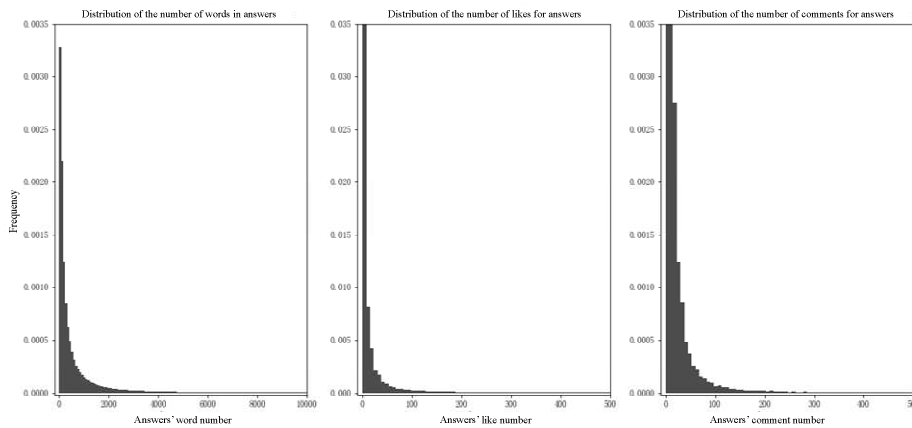 Distribution of the number of words in answers
0.0035
0.0030
0.0025
0.0020
0.0015
0.0010
0.0005
0.0000
0 2000 4000 6000 8000 10000
Frequency
Answers' word number
Distribution of the number of likes for answers
0.0035
0.030
0.025
0.020
0.015
0.010
0.005
0.000
0 100 200 300 400 500
Answers' like number
Distribution of the number of comments for answers
0.0035
0.0030
0.0025
0.0020
0.0015
0.0010
0.0005
0.0000
0 100 200 300 400
Answers' comment number